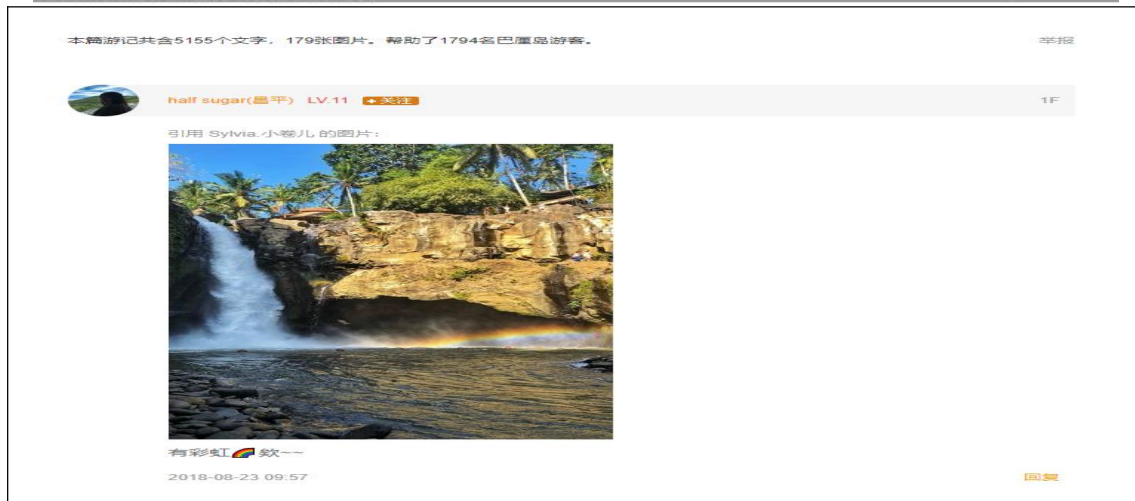 本篇游记共含5155个文字，179张图片。帮助了1794名巴厘岛游客。 举报
half sugar(昌平) LV.11 +关注 1F
引用 Sylvia.小卷儿 的图片：
有彩虹🌈欸~~
2018-08-23 09:57 回复